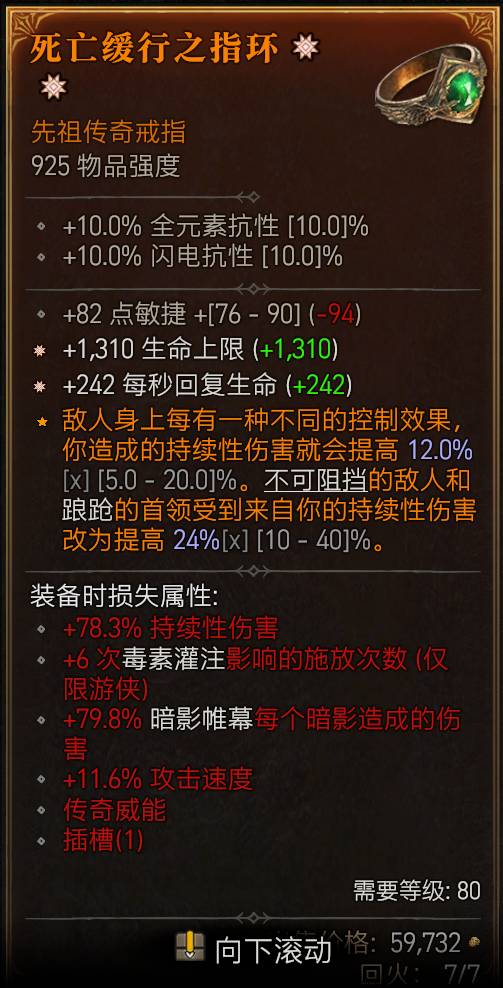 死亡缓行之指环
先祖传奇戒指
925 物品强度
+10.0% 全元素抗性 [10.0]%
+10.0% 闪电抗性 [10.0]%
+82 点敏捷 +[76 - 90] (-94)
+1,310 生命上限 (+1,310)
+242 每秒回复生命 (+242)
敌人身上每有一种不同的控制效果，
你造成的持续性伤害就会提高 12.0%
[x] [5.0 - 20.0]%。不可阻挡的敌人和
踉跄的首领受到来自你的持续性伤害
改为提高 24%[x] [10 - 40]%。
装备时损失属性:
+78.3% 持续性伤害
+6 次毒素灌注影响的施放次数 (仅
限游侠)
+79.8% 暗影帷幕每个暗影造成的伤
害
+11.6% 攻击速度
传奇威能
插槽(1)
需要等级: 80
价格: 59,732
向下滚动
回火： 7/7